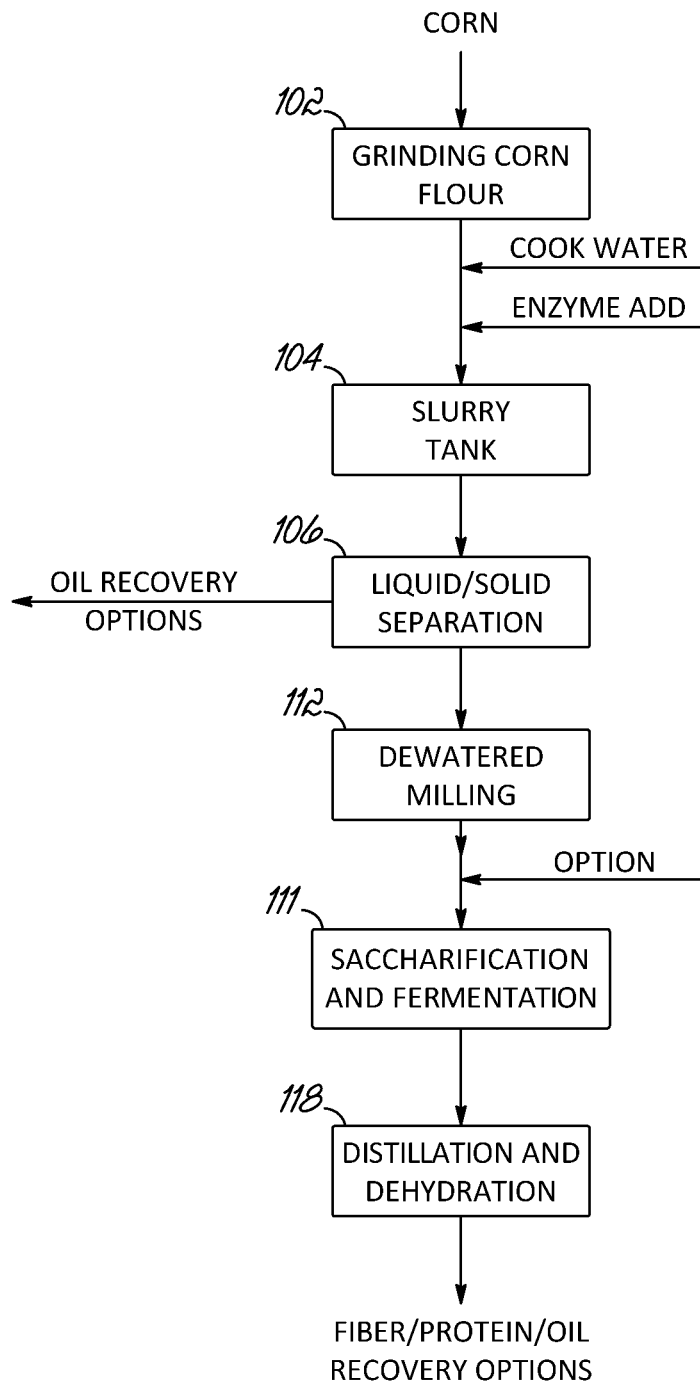 CORN
102
GRINDING CORN
FLOUR
COOK WATER
ENZYME ADD
104
SLURRY
TANK
106
OIL RECOVERY
OPTIONS
LIQUID/SOLID
SEPARATION
112
DEWATERED
MILLING
OPTION
111
SACCHARIFICATION
AND FERMENTATION
118
DISTILLATION AND
DEHYDRATION
FIBER/PROTEIN/OIL
RECOVERY OPTIONS